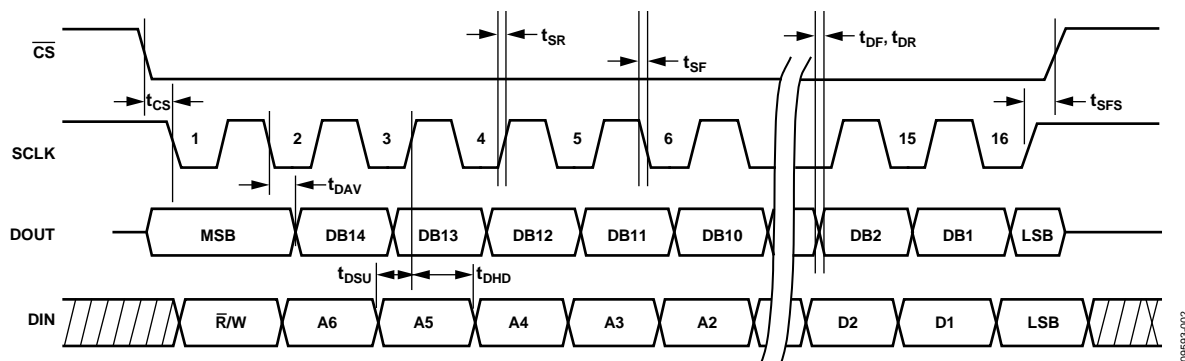 CS
tSR
tSF
tDF, tDR
tCS
tSFS
SCLK
1
2
3
4
5
6
15
16
tDAV
DOUT
MSB
DB14
DB13
DB12
DB11
DB10
DB2
DB1
LSB
tDSU
tDHD
DIN
R/W
A6
A5
A4
A3
A2
D2
D1
LSB
09593-002